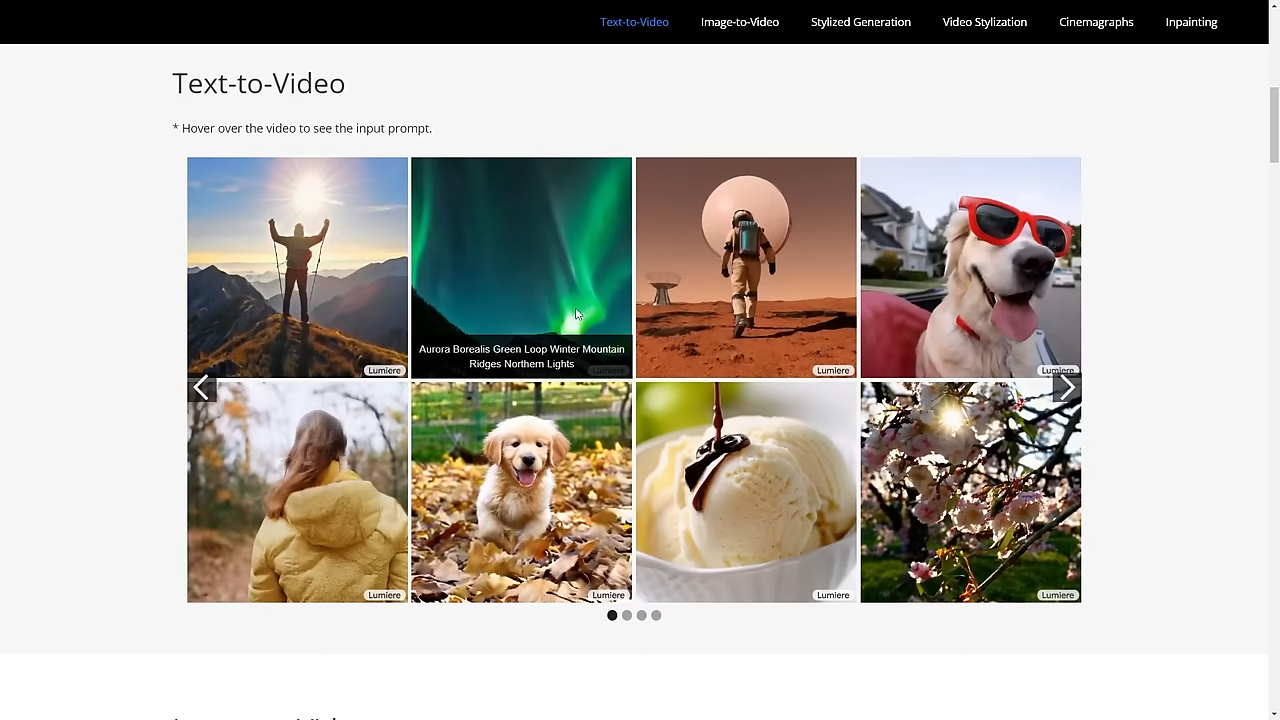 Text-to-Video
Image-to-Video
Stylized Generation
Video Stylization
Cinemagraphs
Inpainting
Text-to-Video
* Hover over the video to see the input prompt.
Lumiere
Aurora Borealis Green Loop Winter Mountain
Ridges Northern Lights
Lumiere
Lumiere
Lumiere
Lumiere
Lumiere
Lumiere
Lumiere